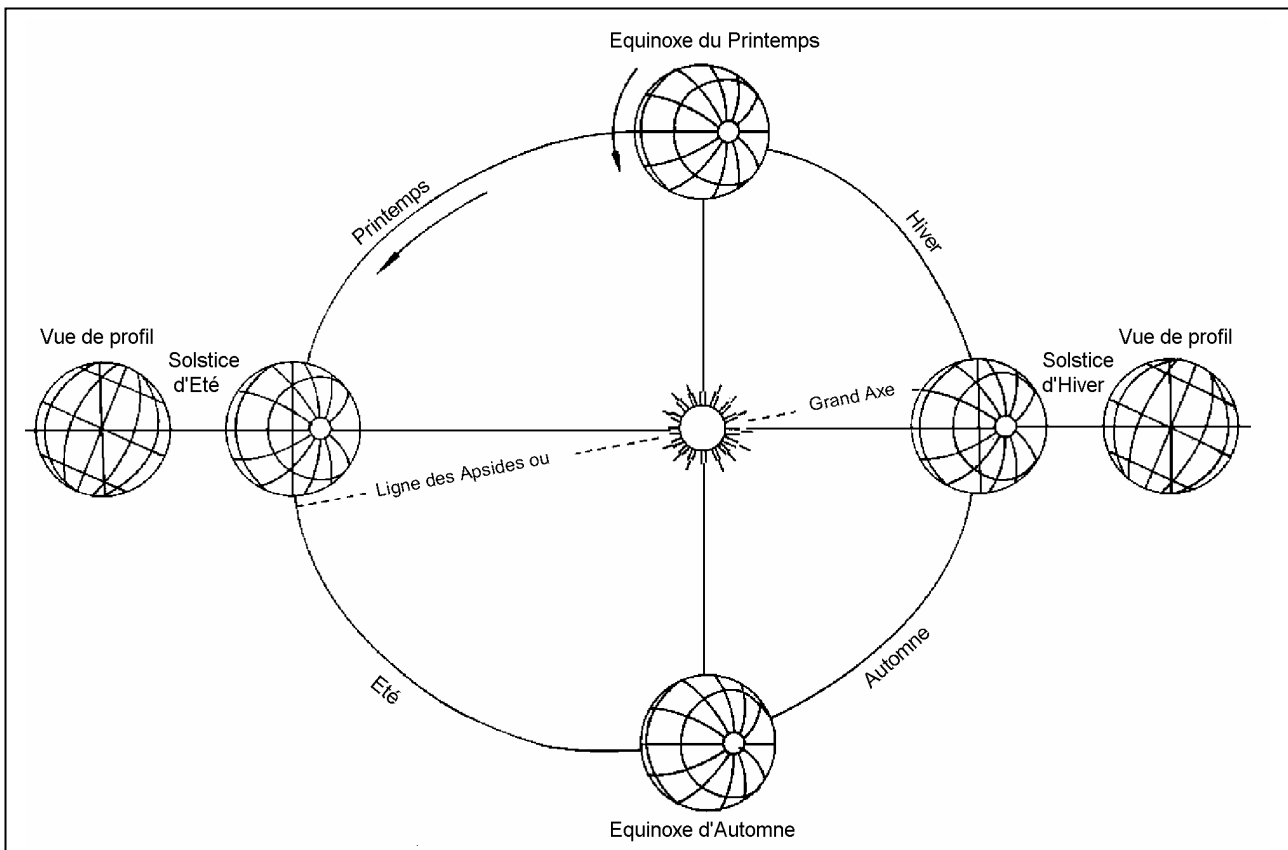 Equinoxe du Printemps
Printemps
Hiver
Vue de profil
Solstice
d'Eté
Solstice
d'Hiver
Vue de profil
Grand Axe
Ligne des Apsides ou
Eté
Automne
Equinoxe d'Automne